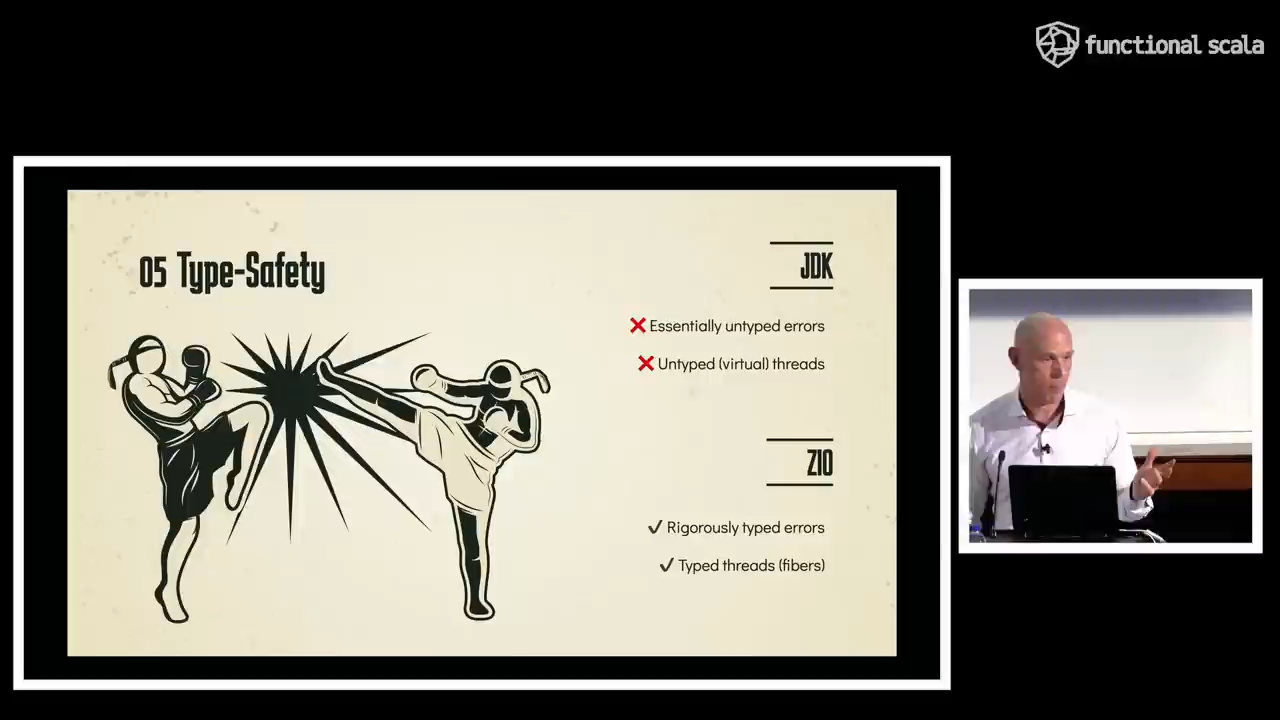 functional scala
05 Type-Safety
JDK
❌ Essentially untyped errors
❌ Untyped (virtual) threads
ZIO
✓ Rigorously typed errors
✓ Typed threads (fibers)